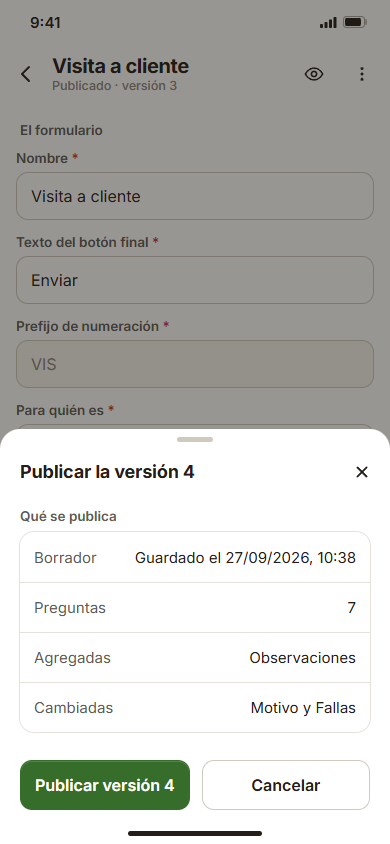 9:41
Visita a cliente
Publicado · versión 3
El formulario
Nombre *
Visita a cliente
Texto del botón final *
Enviar
Prefijo de numeración *
VIS
Para quién es *
Publicar la versión 4
Qué se publica
Borrador Guardado el 27/09/2026, 10:38
Preguntas 7
Agregadas Observaciones
Cambiadas Motivo y Fallas
Publicar versión 4 Cancelar